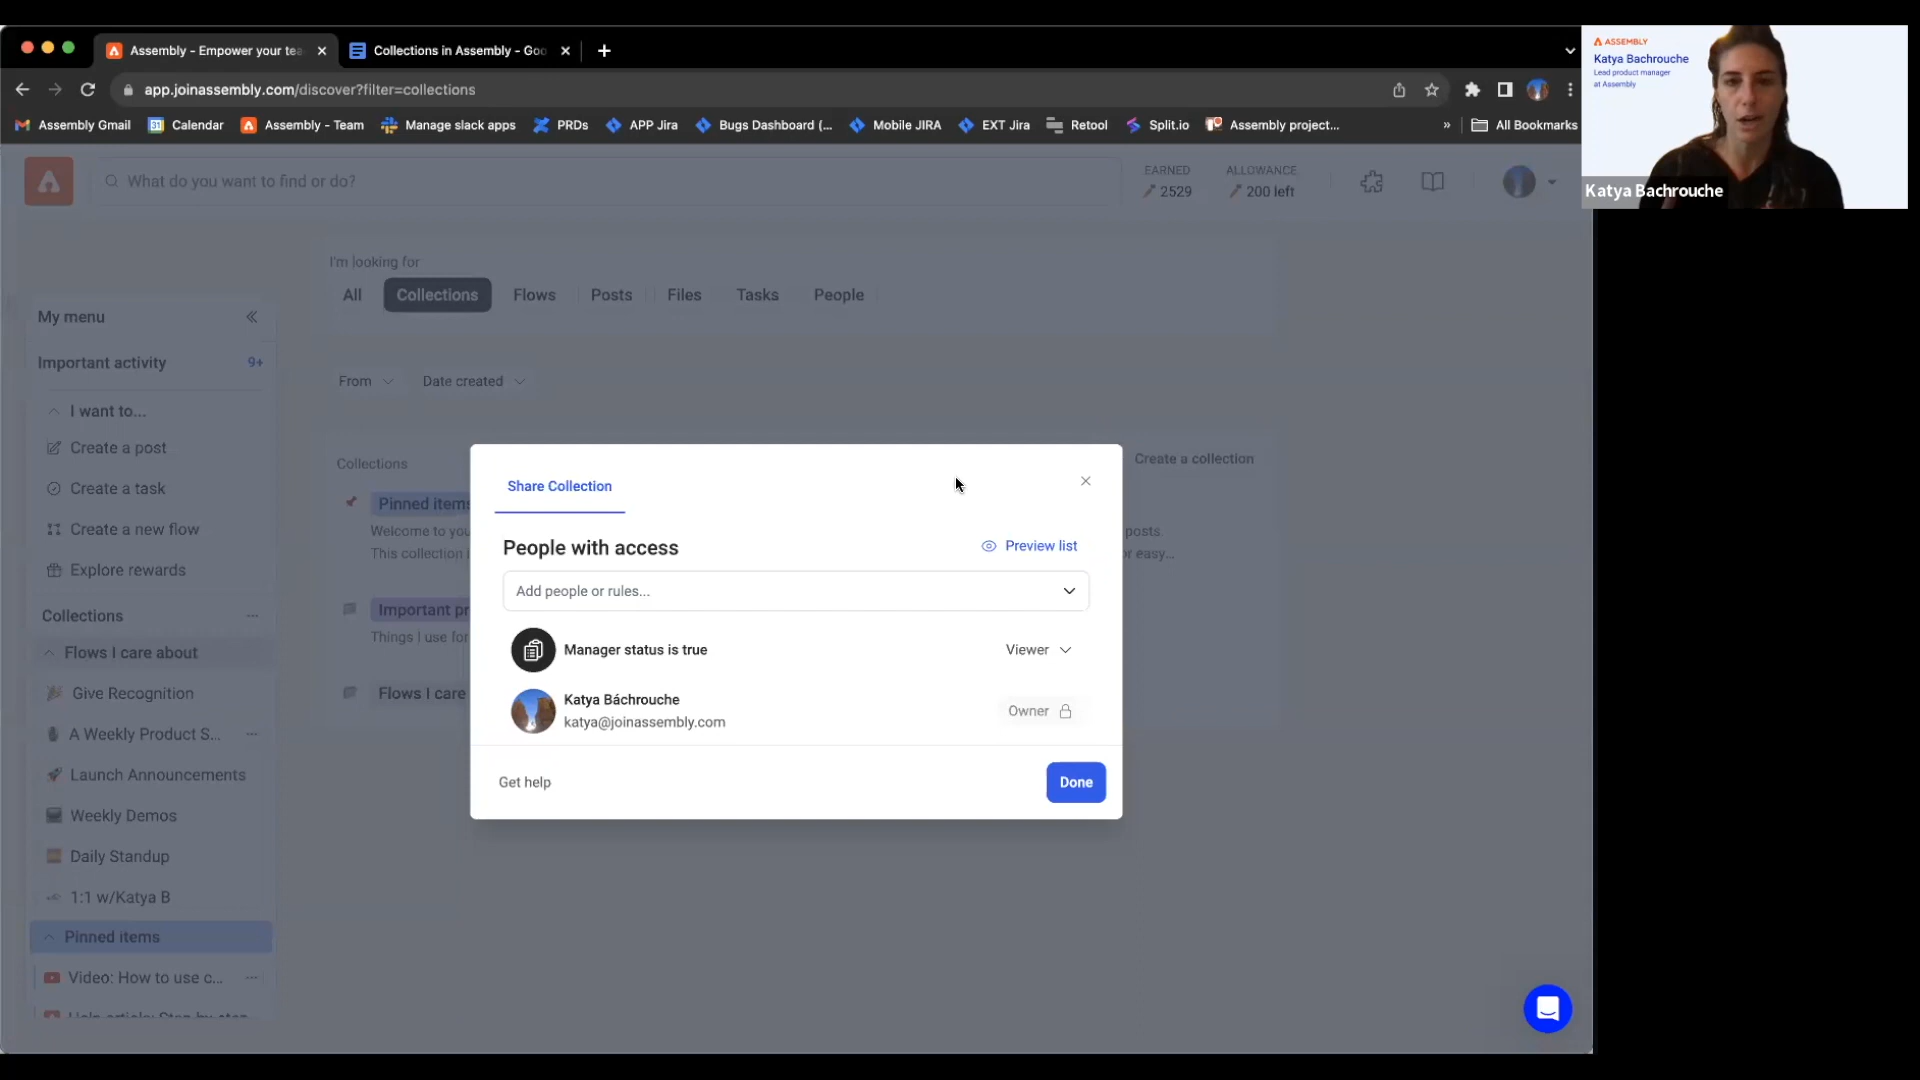 Assembly - Empower your tea
Collections in Assembly - Goo
app.joinassembly.com/discover?filter=collections
Assembly Gmail
Calendar
Assembly - Team
Manage slack apps
PRDs
APP Jira
Bugs Dashboard (...
Mobile JIRA
EXT Jira
Retool
Split.io
Assembly project...
»
All Bookmarks
ASSEMBLY
Katya Bachrouche
Lead product manager
at Assembly
Katya Bachrouche
What do you want to find or do?
EARNED
2529
ALLOWANCE
200 left
I'm looking for
All
Collections
Flows
Posts
Files
Tasks
People
My menu
Important activity
9+
From
Date created
I want to...
Create a post
Create a task
Create a new flow
Explore rewards
Collections
Flows I care about
Give Recognition
A Weekly Product S...
Launch Announcements
Weekly Demos
Daily Standup
1:1 w/Katya B
Pinned items
Video: How to use c...
Collections
Create a collection
Pinned items
Welcome to you
posts.
This collection i
or easy...
Important pr
Things I use for
Flows I care
Share Collection
People with access
Preview list
Add people or rules...
Manager status is true
Viewer
Katya Báchrouche
katya@joinassembly.com
Owner
Get help
Done